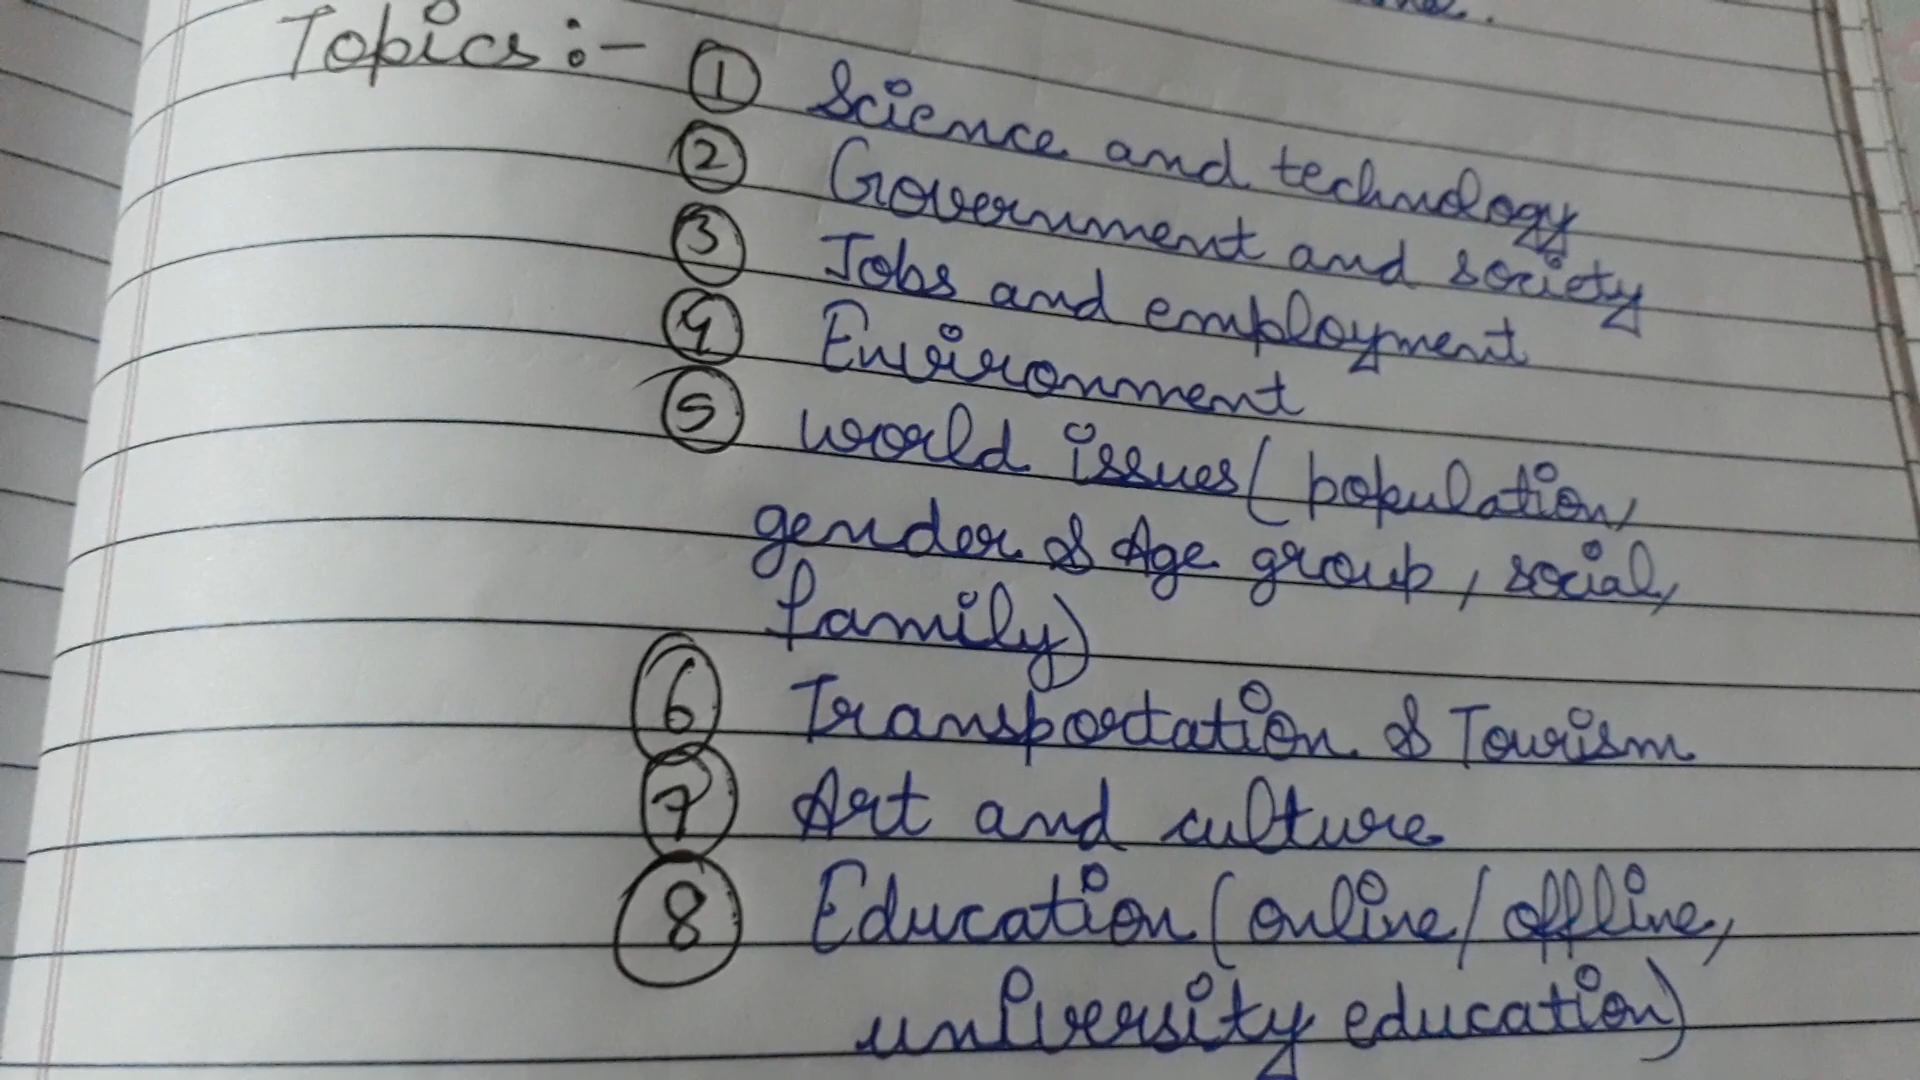 Topics :- ① Science and technology
② Government and society
③ Jobs and employment
④ Environment
⑤ world issues ( population,
gender & Age group, social,
family)
⑥ Transportation & Tourism
⑦ Art and culture
⑧ Education (online/offline,
university education)